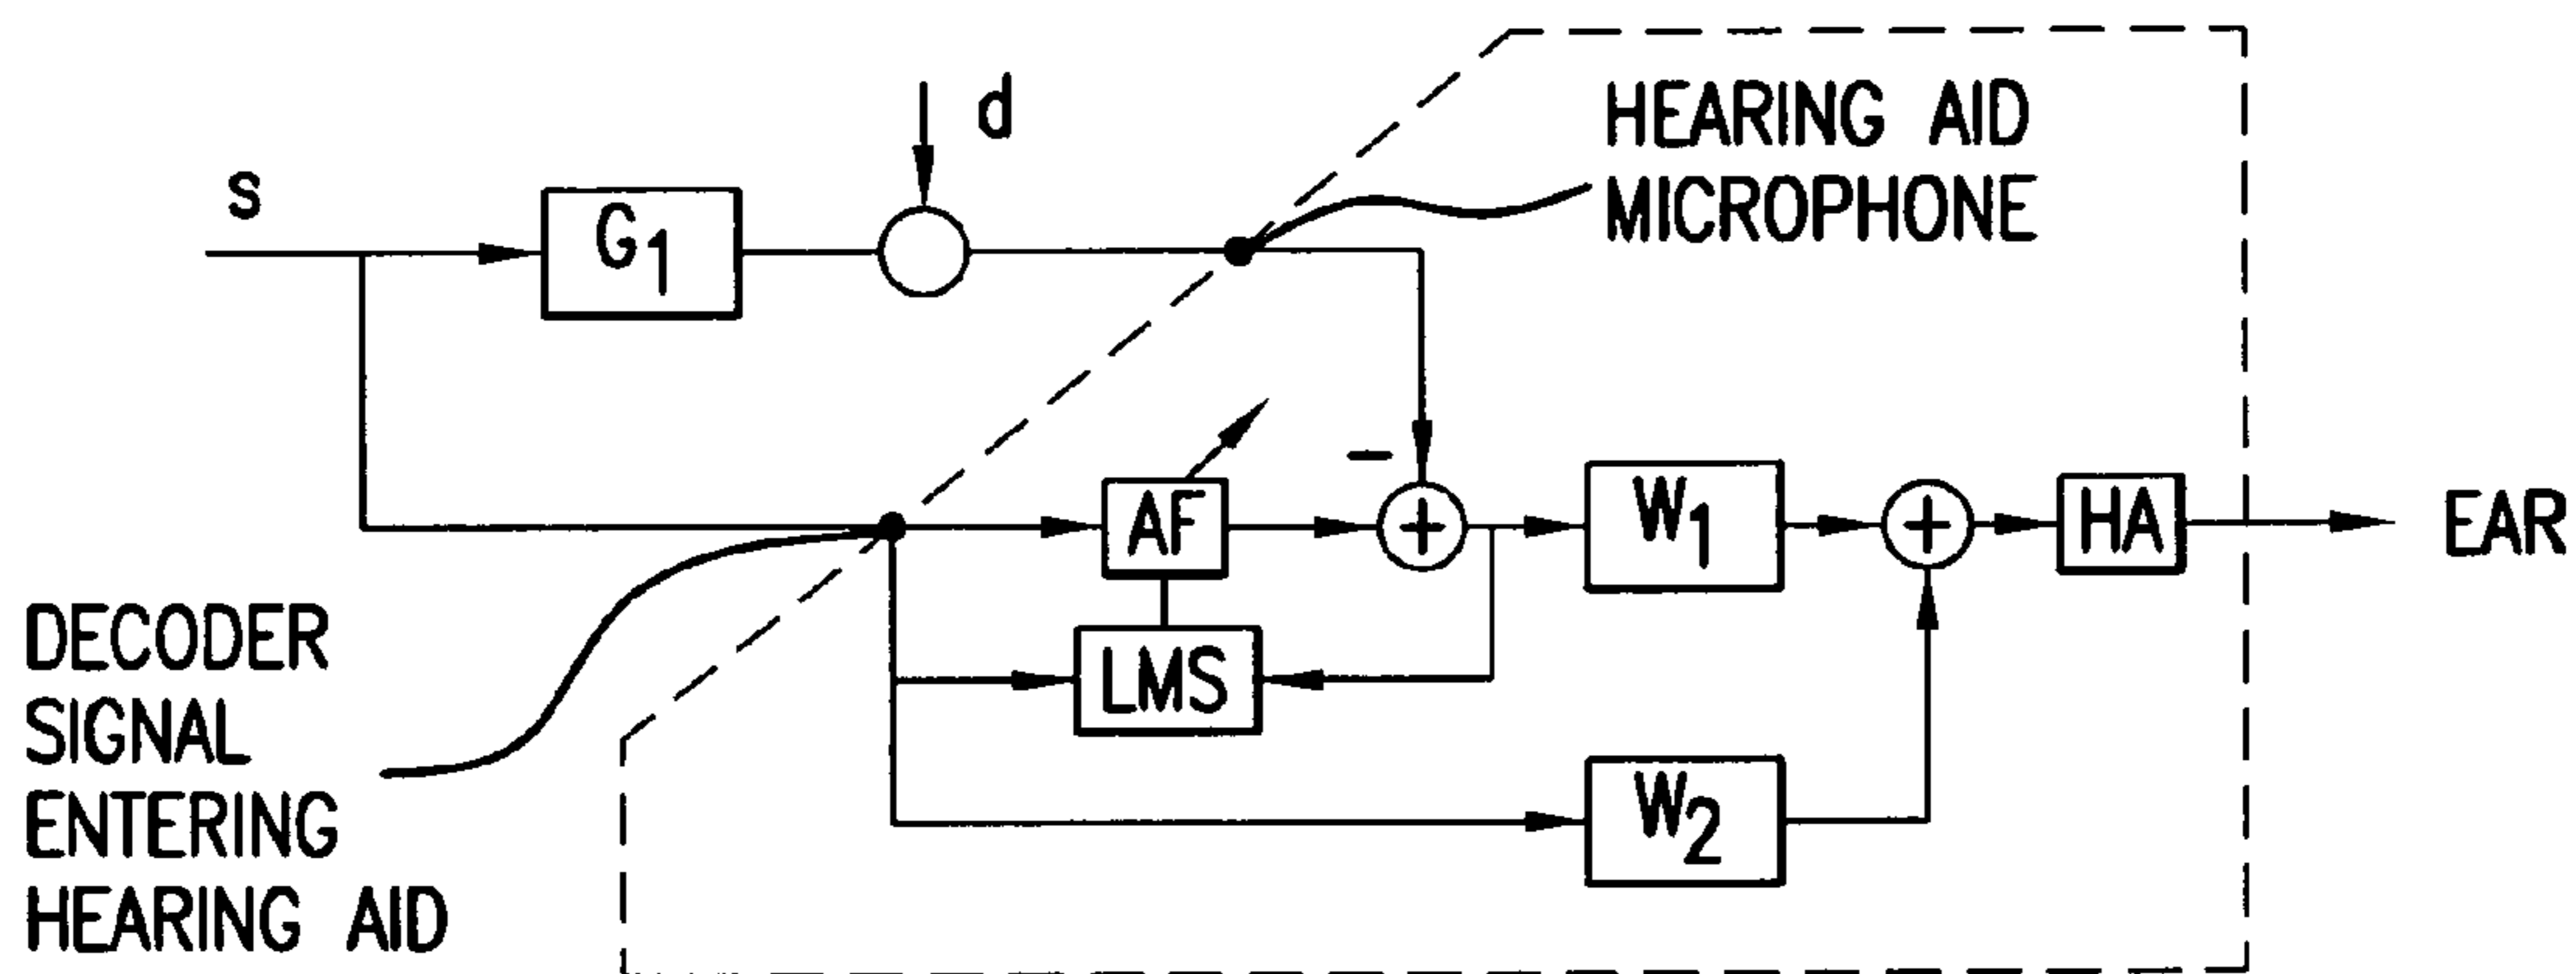 d
HEARING AID
MICROPHONE
s
G1
-
AF
+
W1
+
HA
EAR
LMS
DECODER
SIGNAL
ENTERING
HEARING AID
W2